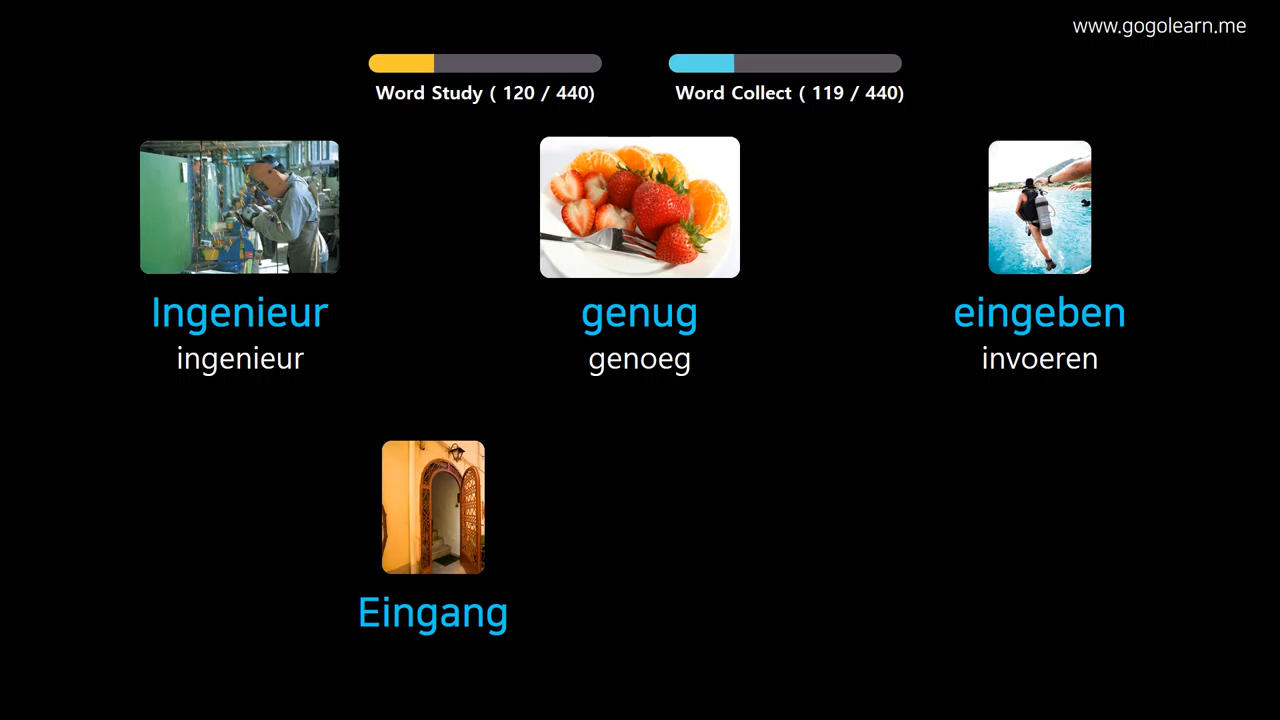 www.gogolearn.me
Word Study ( 120 / 440)
Word Collect ( 119 / 440)
Ingenieur
ingenieur
genug
genoeg
eingeben
invoeren
Eingang